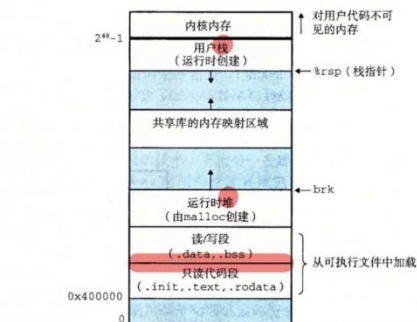 内核内存
对用户代码不可
见的内存
2⁴⁸-1
用户栈
(运行时创建)
%rsp(栈指针)
共享库的内存映射区域
brk
运行时堆
(由malloc创建)
读/写段
(.data,.bss)
从可执行文件中加载
只读代码段
(.init,.text,.rodata)
0x400000
0